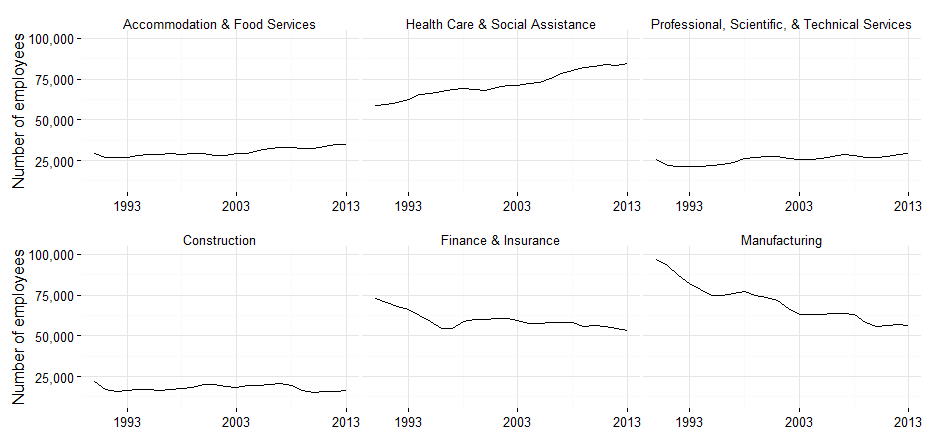 Accommodation & Food Services
Health Care & Social Assistance
Professional, Scientific, & Technical Services
Number of employees
100,000
75,000
50,000
25,000
1993 2003 2013
1993 2003 2013
1993 2003 2013
Construction
Finance & Insurance
Manufacturing
Number of employees
100,000
75,000
50,000
25,000
1993 2003 2013
1993 2003 2013
1993 2003 2013